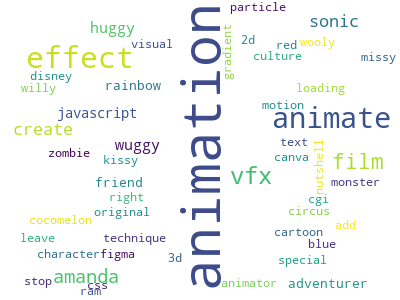 particle
sonic
huggy
2d
red
wooly
visual
gradient
effect
culture
missy
disney
willy
rainbow
loading
motion
javascript
animate
create
animation
wuggy
text
zombie
kissy
canva
film
nutshell
vfx
friend
monster
right
cgi
original
circus
cocomelon
add
leave
technique
cartoon
blue
character
figma
3d
special
amanda
stop
css
ram
animator
adventurer